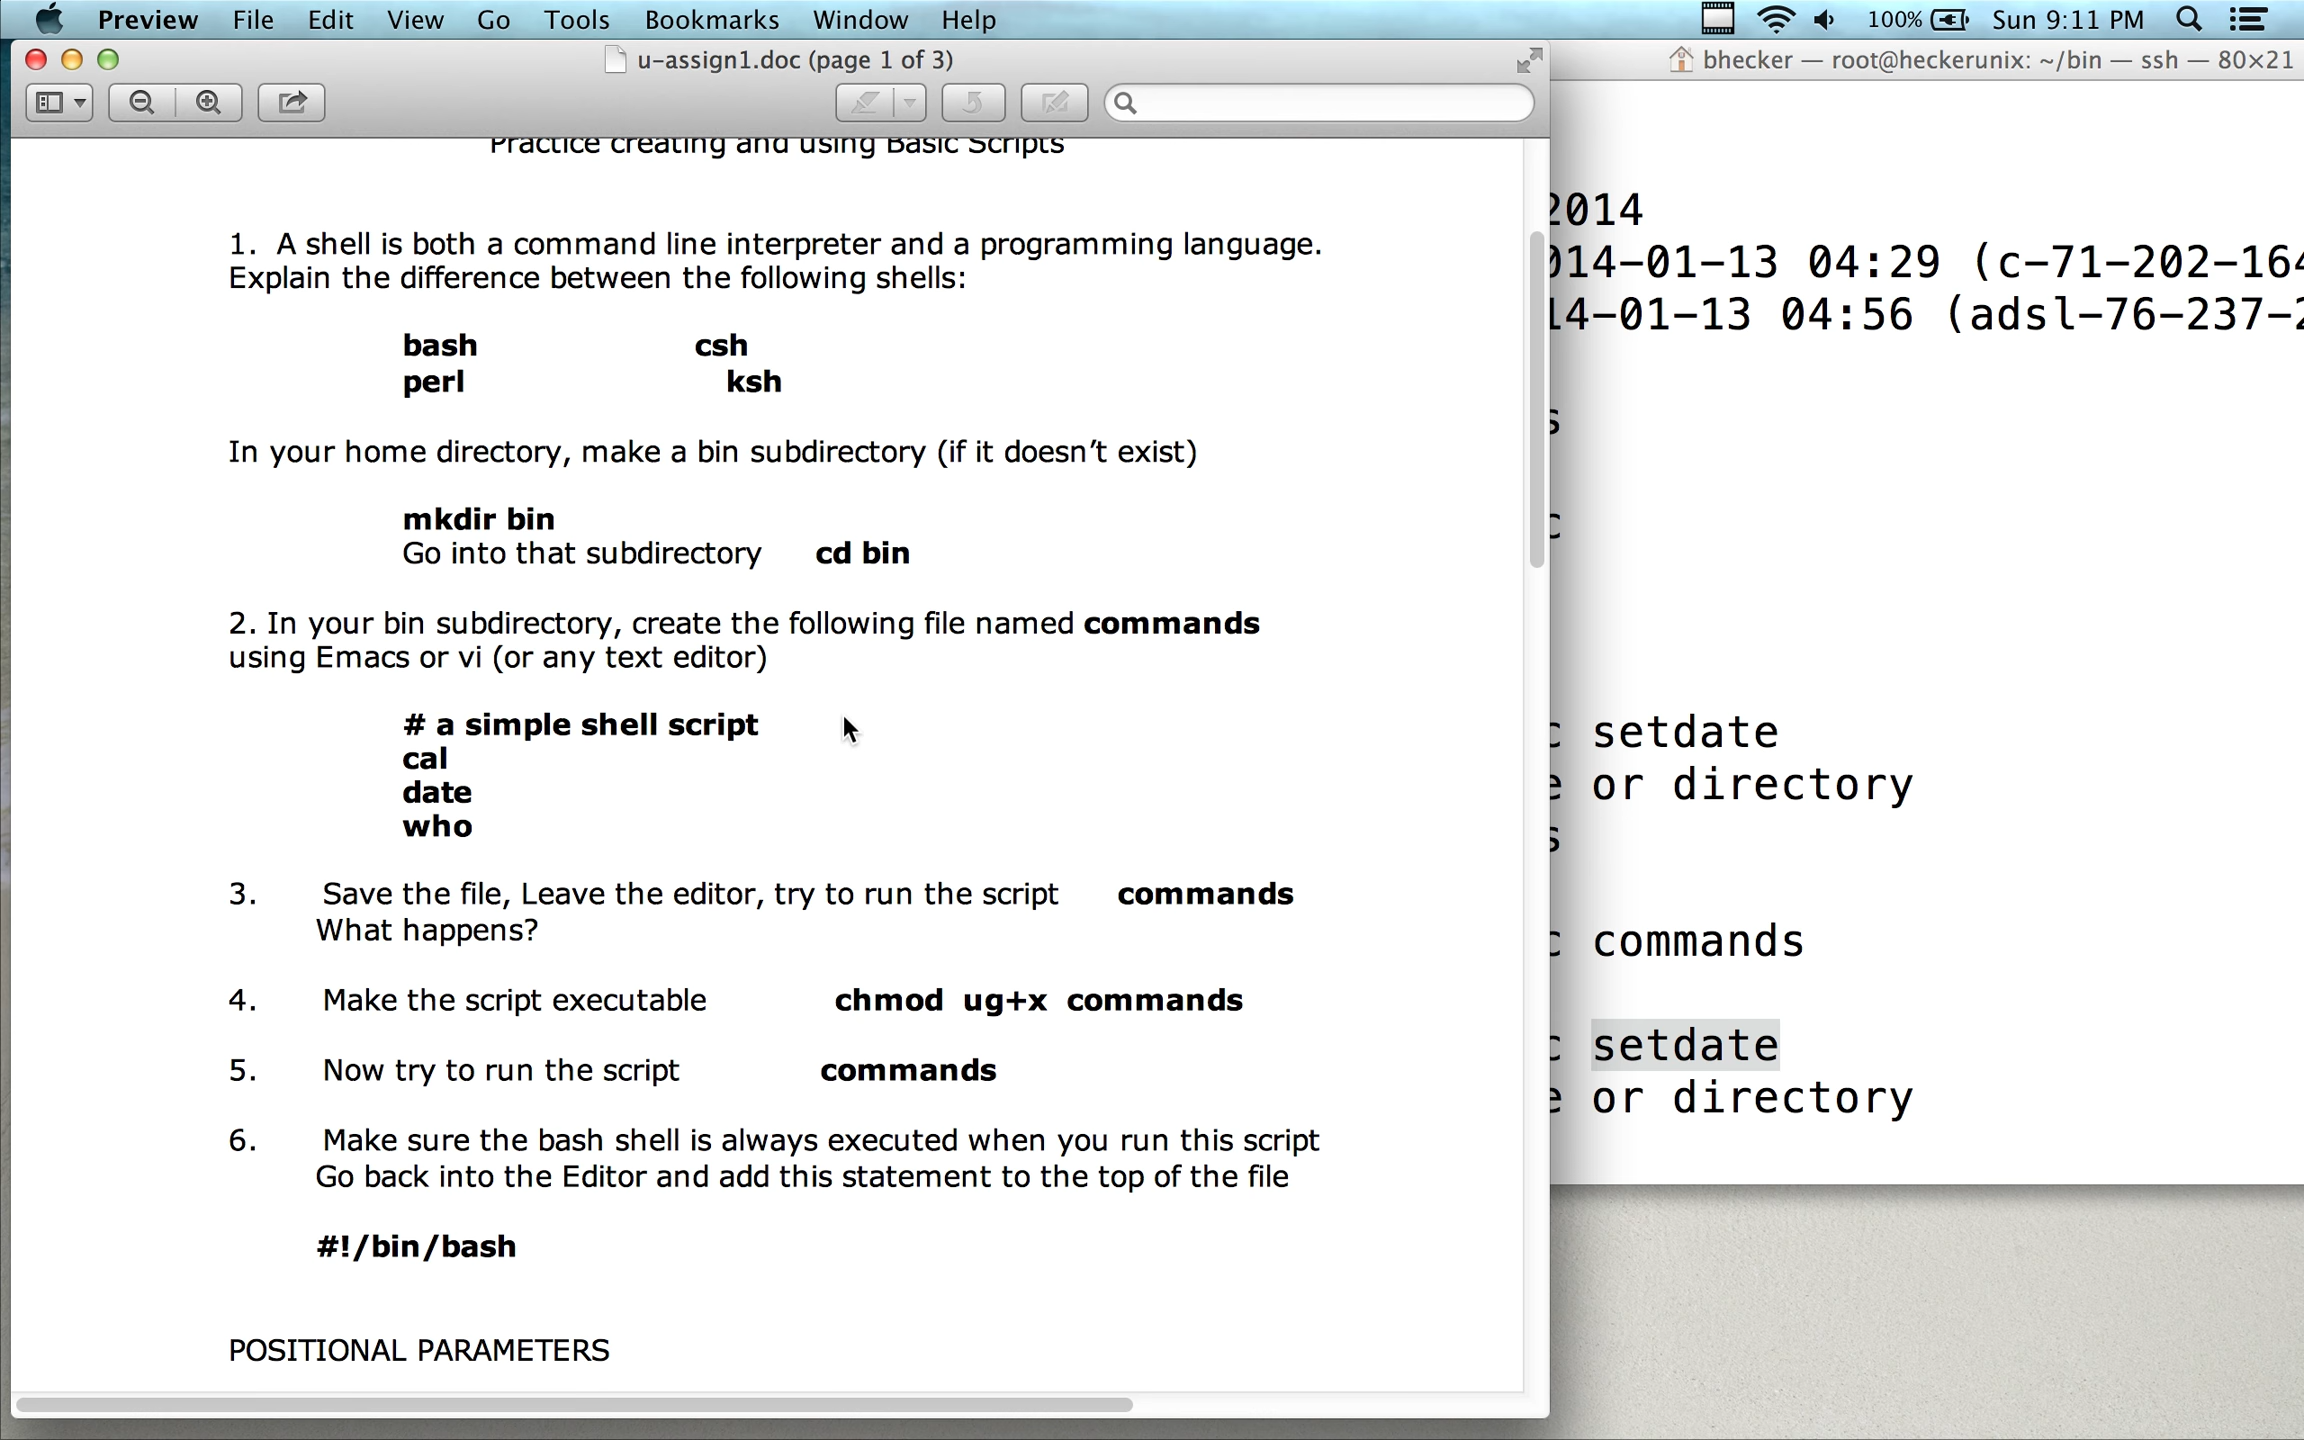 Preview File Edit View Go Tools Bookmarks Window Help 100% Sun 9:11 PM
u-assign1.doc (page 1 of 3)
bhecker — root@heckerunix: ~/bin — ssh — 80×21
Practice creating and using Basic Scripts
1. A shell is both a command line interpreter and a programming language.
Explain the difference between the following shells:
bash csh
perl ksh
In your home directory, make a bin subdirectory (if it doesn’t exist)
mkdir bin
Go into that subdirectory cd bin
2. In your bin subdirectory, create the following file named commands
using Emacs or vi (or any text editor)
# a simple shell script
cal
date
who
3. Save the file, Leave the editor, try to run the script commands
What happens?
4. Make the script executable chmod ug+x commands
5. Now try to run the script commands
6. Make sure the bash shell is always executed when you run this script
Go back into the Editor and add this statement to the top of the file
#!/bin/bash
POSITIONAL PARAMETERS
2014
014-01-13 04:29 (c-71-202-164
14-01-13 04:56 (adsl-76-237-2
s
c
c setdate
e or directory
s
c commands
c setdate
e or directory